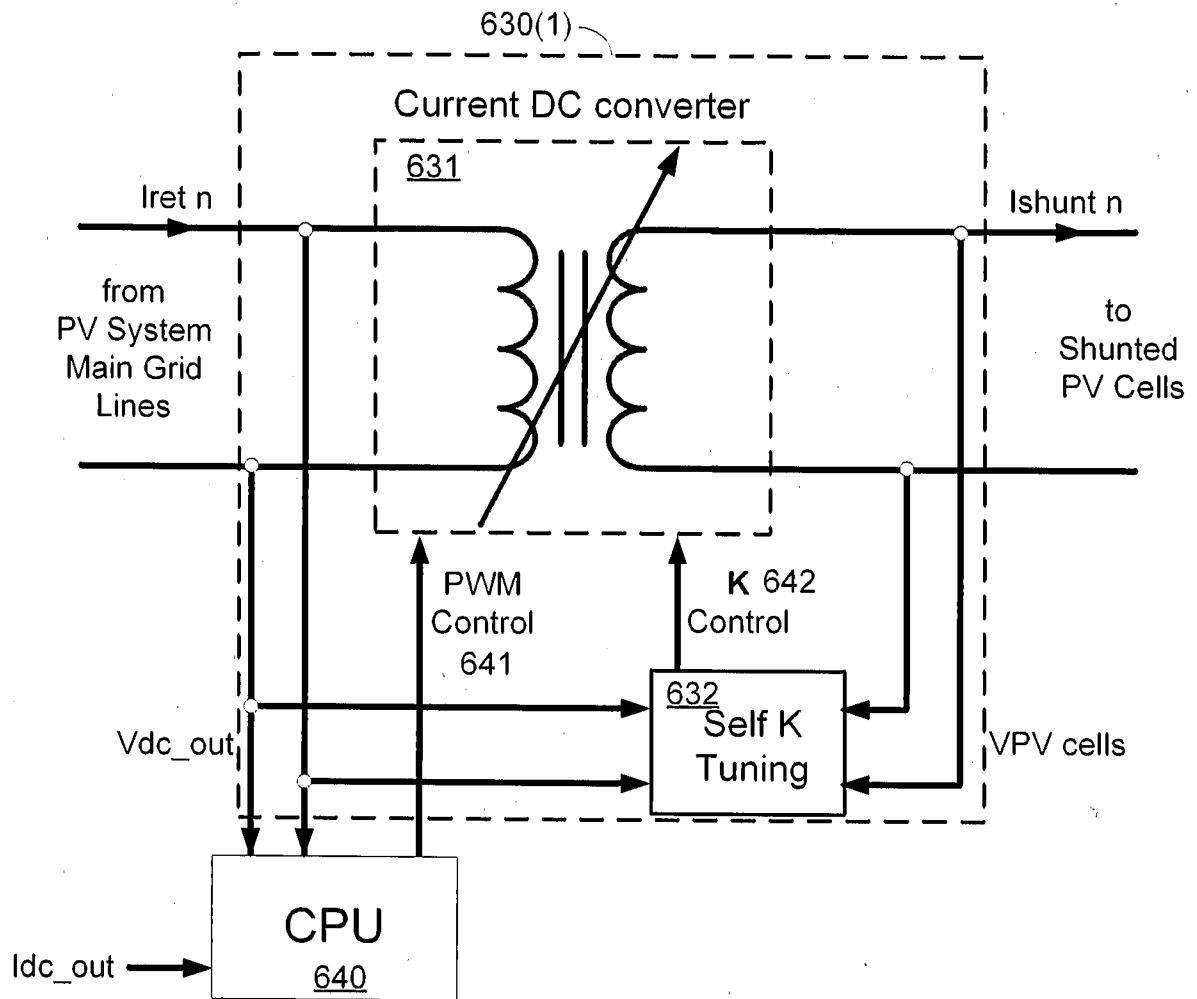 630(1)
Current DC converter
631
Iret n
Ishunt n
from
PV System
Main Grid
Lines
to
Shunted
PV Cells
PWM
Control
641
K 642
Control
632
Self K
Tuning
Vdc_out
VPV cells
CPU
640
Idc_out